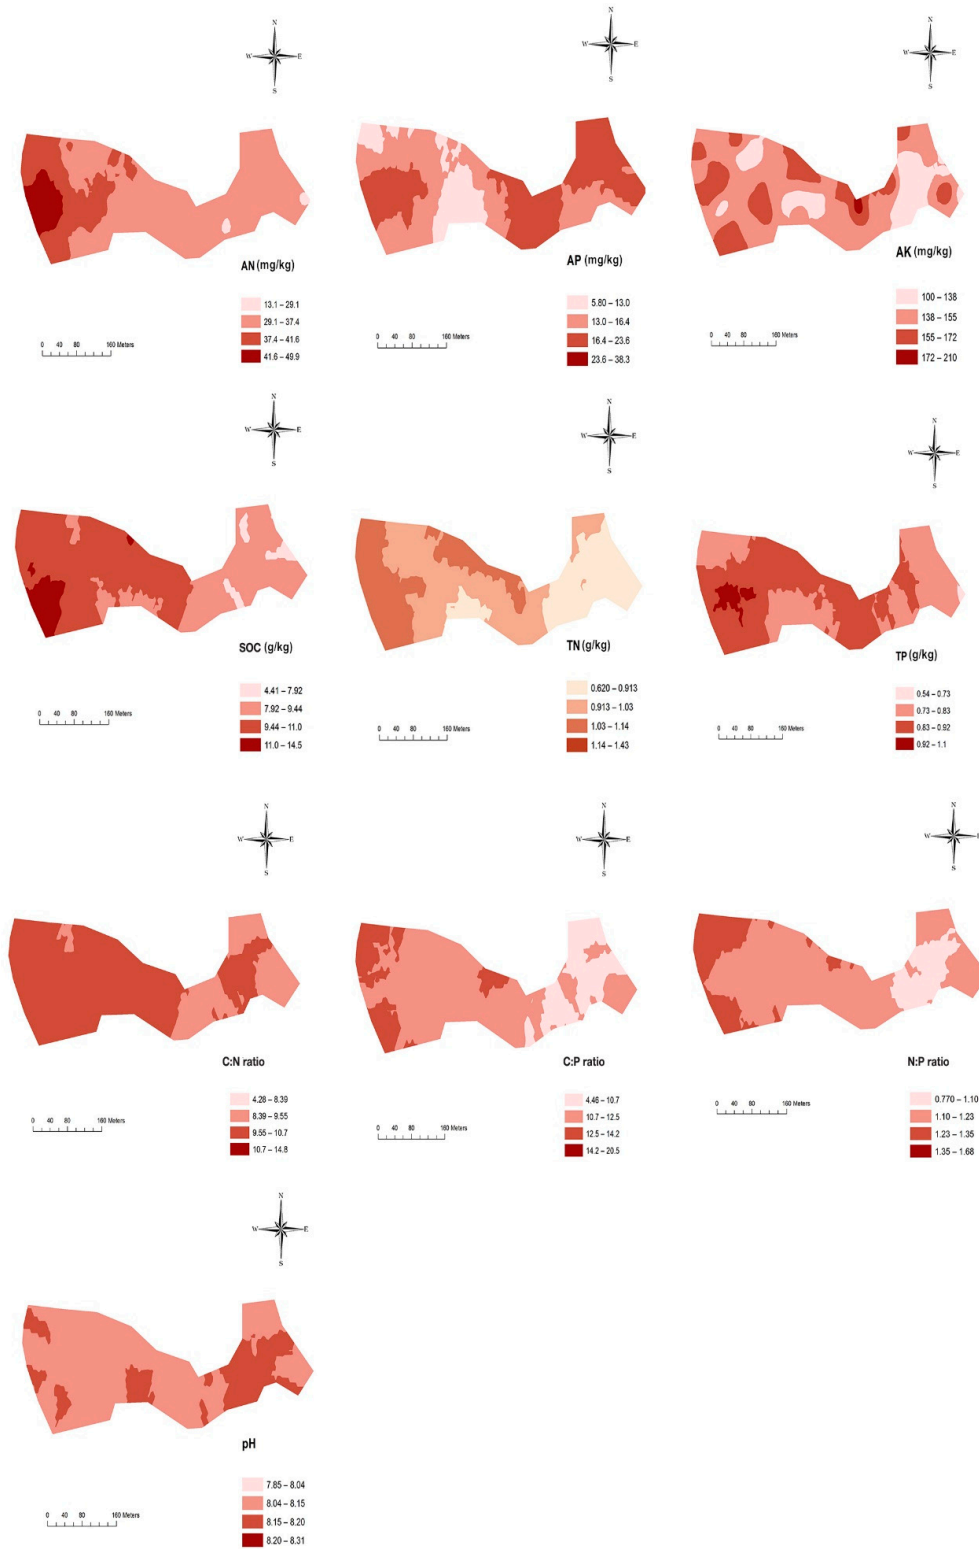 N
W E
S
N
W E
S
N
W E
S
AN (mg/kg)
13.1 – 29.1
29.1 – 37.4
37.4 – 41.6
41.6 – 49.9
0 40 80 160 Meters
AP (mg/kg)
5.80 – 13.0
13.0 – 16.4
16.4 – 23.6
23.6 – 38.3
0 40 80 160 Meters
AK (mg/kg)
100 – 138
138 – 155
155 – 172
172 – 210
0 40 80 160 Meters
N
W E
S
N
W E
S
N
W E
S
SOC (g/kg)
4.41 – 7.92
7.92 – 9.44
9.44 – 11.0
11.0 – 14.5
0 40 80 160 Meters
TN (g/kg)
0.620 – 0.913
0.913 – 1.03
1.03 – 1.14
1.14 – 1.43
0 40 80 160 Meters
TP (g/kg)
0.54 – 0.73
0.73 – 0.83
0.83 – 0.92
0.92 – 1.1
0 40 80 160 Meters
N
W E
S
N
W E
S
N
W
S
C:N ratio
4.28 – 8.39
8.39 – 9.55
9.55 – 10.7
10.7 – 14.8
0 40 80 160 Meters
C:P ratio
4.46 – 10.7
10.7 – 12.5
12.5 – 14.2
14.2 – 20.5
0 40 80 160 Meters
N:P ratio
0.770 – 1.10
1.10 – 1.23
1.23 – 1.35
1.35 – 1.68
0 40 80 160 Meters
N
W E
S
pH
7.85 – 8.04
8.04 – 8.15
8.15 – 8.20
8.20 – 8.31
0 40 80 160 Meters